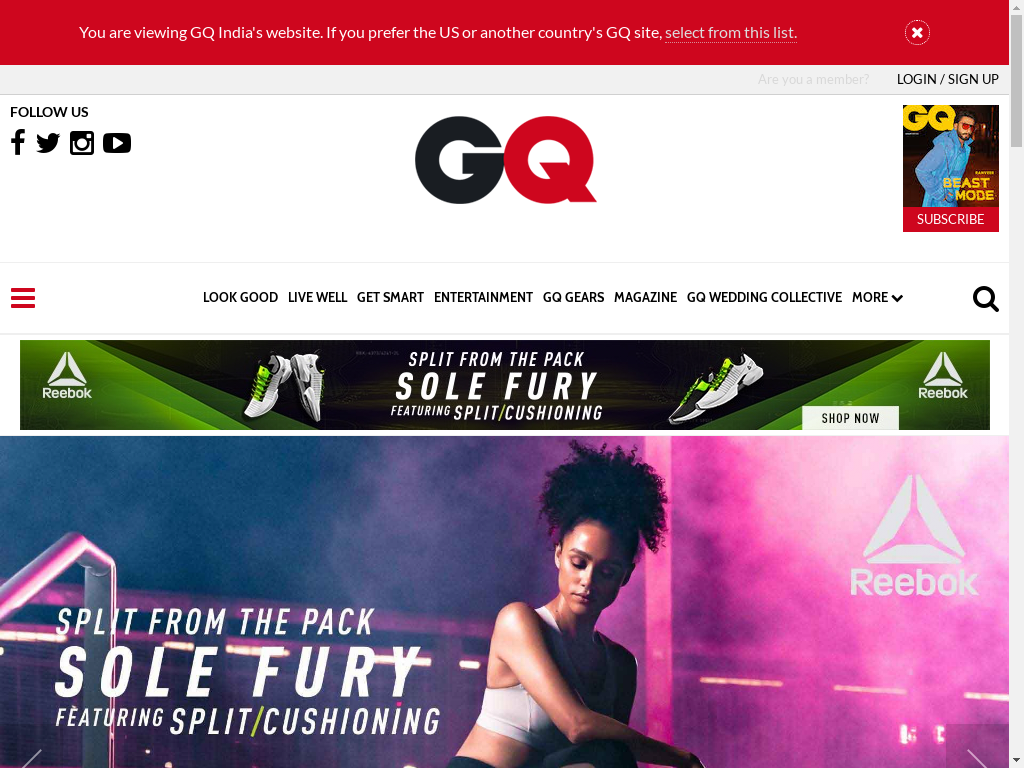 You are viewing GQ India's website. If you prefer the US or another country's GQ site, select from this list.
Are you a member? LOGIN / SIGN UP
FOLLOW US
GQ
GQ
RANVEER
BEAST MODE
SUBSCRIBE
LOOK GOOD LIVE WELL GET SMART ENTERTAINMENT GQ GEARS MAGAZINE GQ WEDDING COLLECTIVE MORE
Reebok
SPLIT FROM THE PACK
SOLE FURY
FEATURING SPLIT/CUSHIONING
SHOP NOW
Reebok
Reebok
SPLIT FROM THE PACK
SOLE FURY
FEATURING SPLIT/CUSHIONING